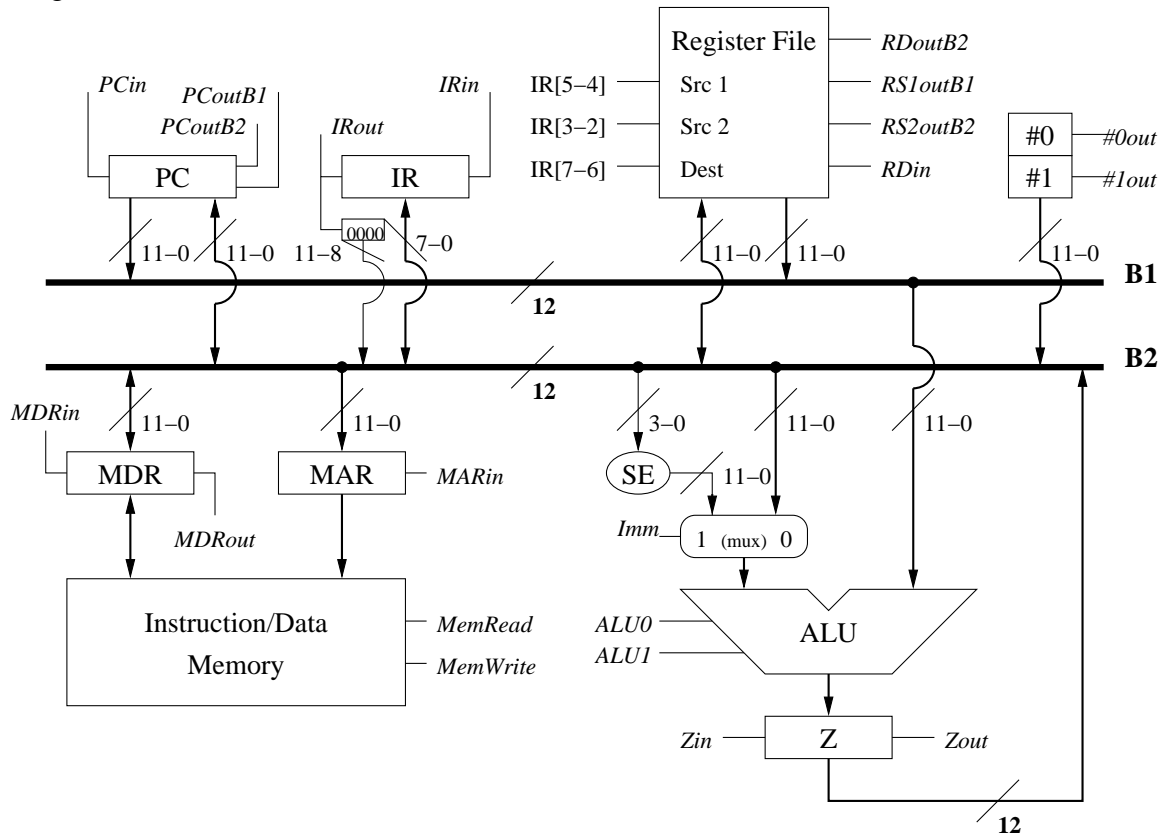 Register File
RDoutB2
PCin
IRin
IR[5−4]
Src 1
RS1outB1
PCoutB1
PCoutB2
IRout
IR[3−2]
Src 2
RS2outB2
#0
#0out
PC
IR
IR[7−6]
Dest
RDin
#1
#1out
0000
11−0
11−0
11−8
7−0
11−0
11−0
11−0
B1
12
B2
12
MDRin
11−0
11−0
3−0
11−0
11−0
MDR
MAR
MARin
SE
11−0
MDRout
Imm
1 (mux) 0
Instruction/Data
Memory
MemRead
MemWrite
ALU0
ALU1
ALU
Zin
Z
Zout
12